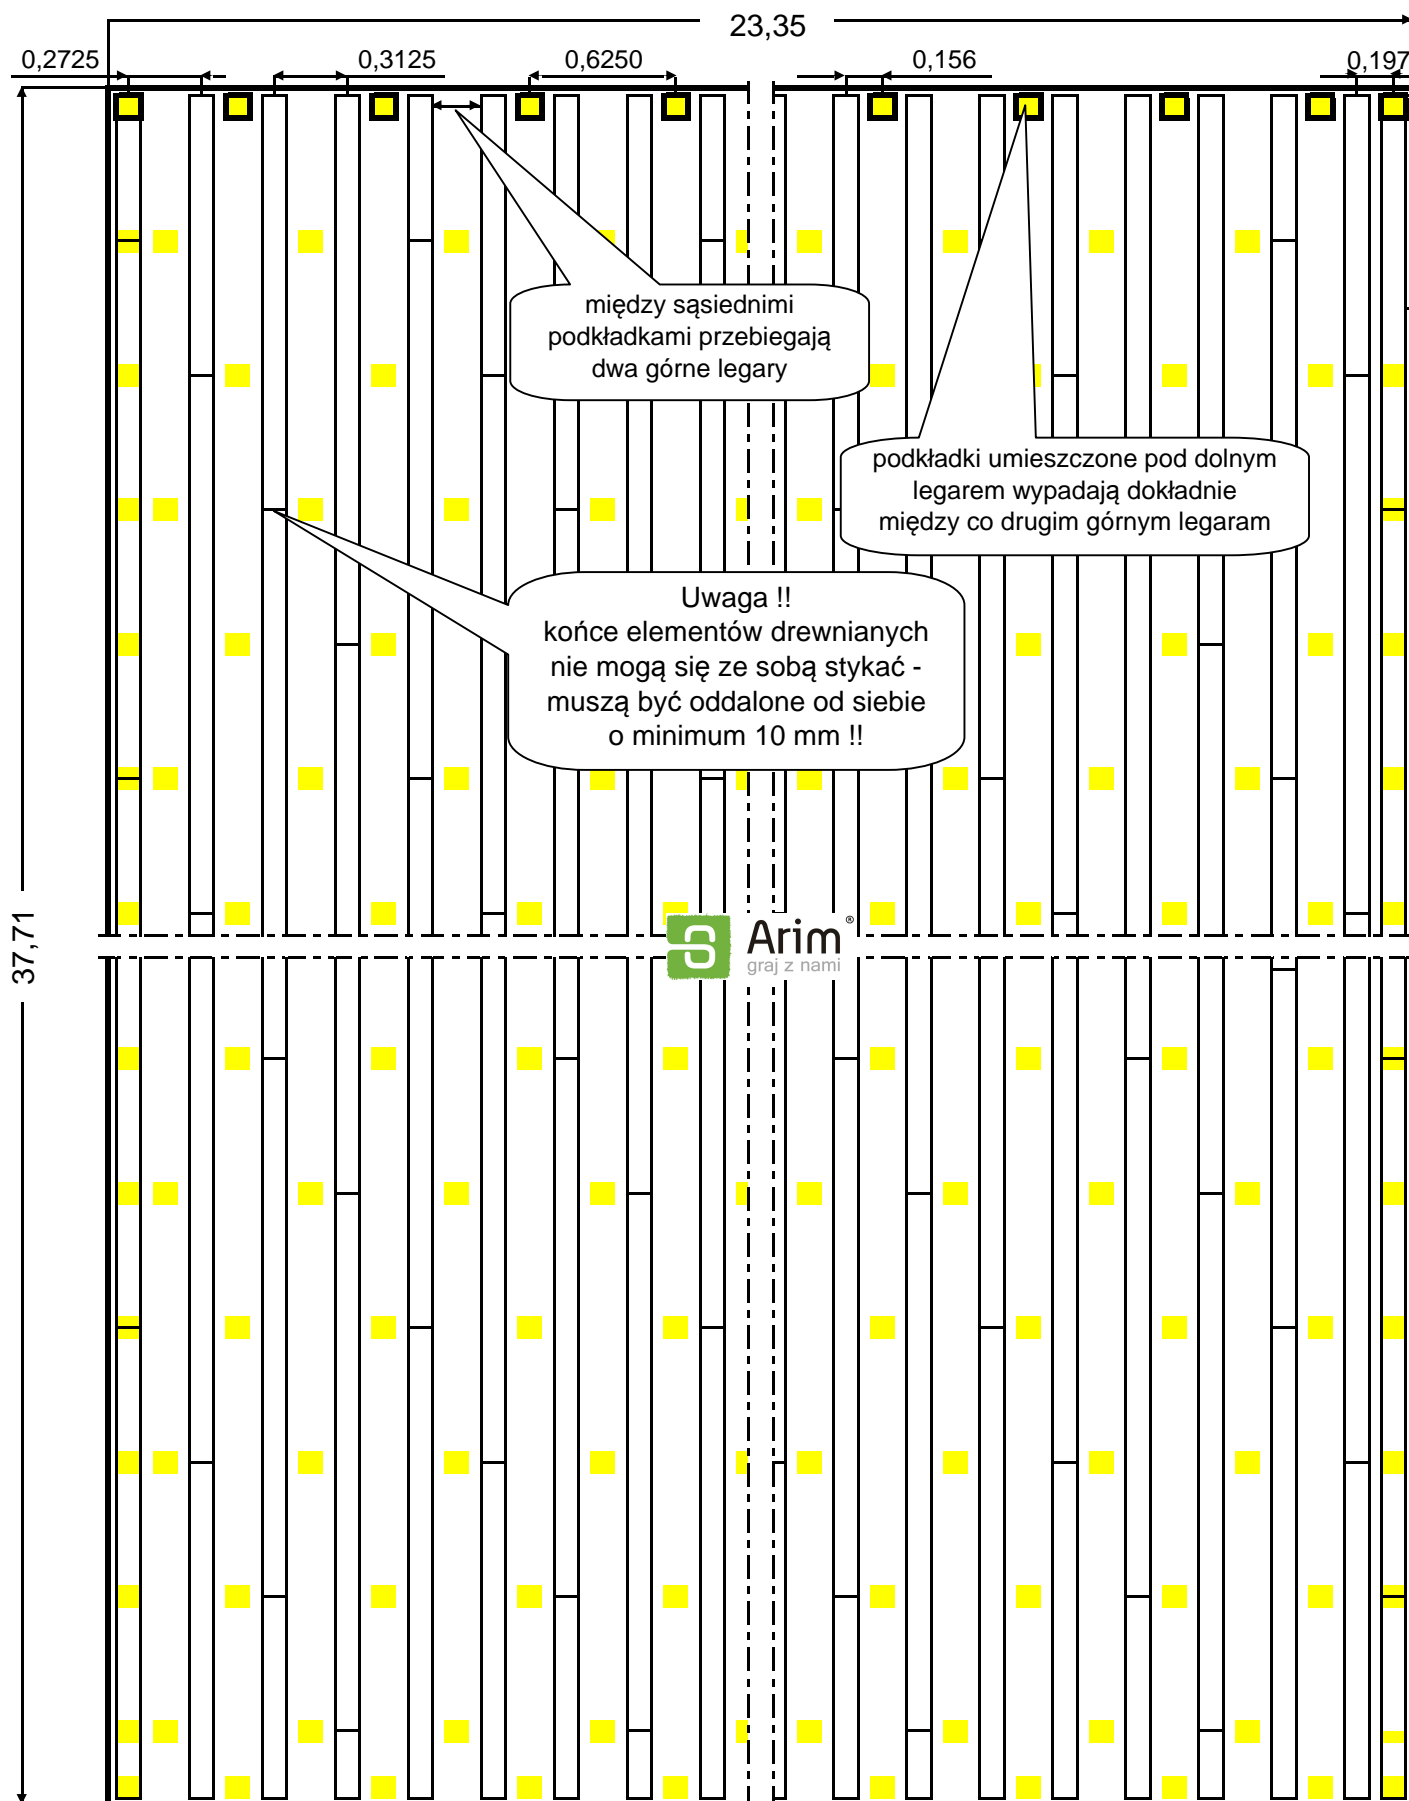 23,35
0,2725
0,3125
0,6250
0,156
0,197
między sąsiednimi
podkładkami przebiegają
dwa górne legary
podkładki umieszczone pod dolnym
legarem wypadają dokładnie
między co drugim górnym legaram
Uwaga !!
końce elementów drewnianych
nie mogą się ze sobą stykać -
muszą być oddalone od siebie
o minimum 10 mm !!
37,71
Arim®
graj z nami